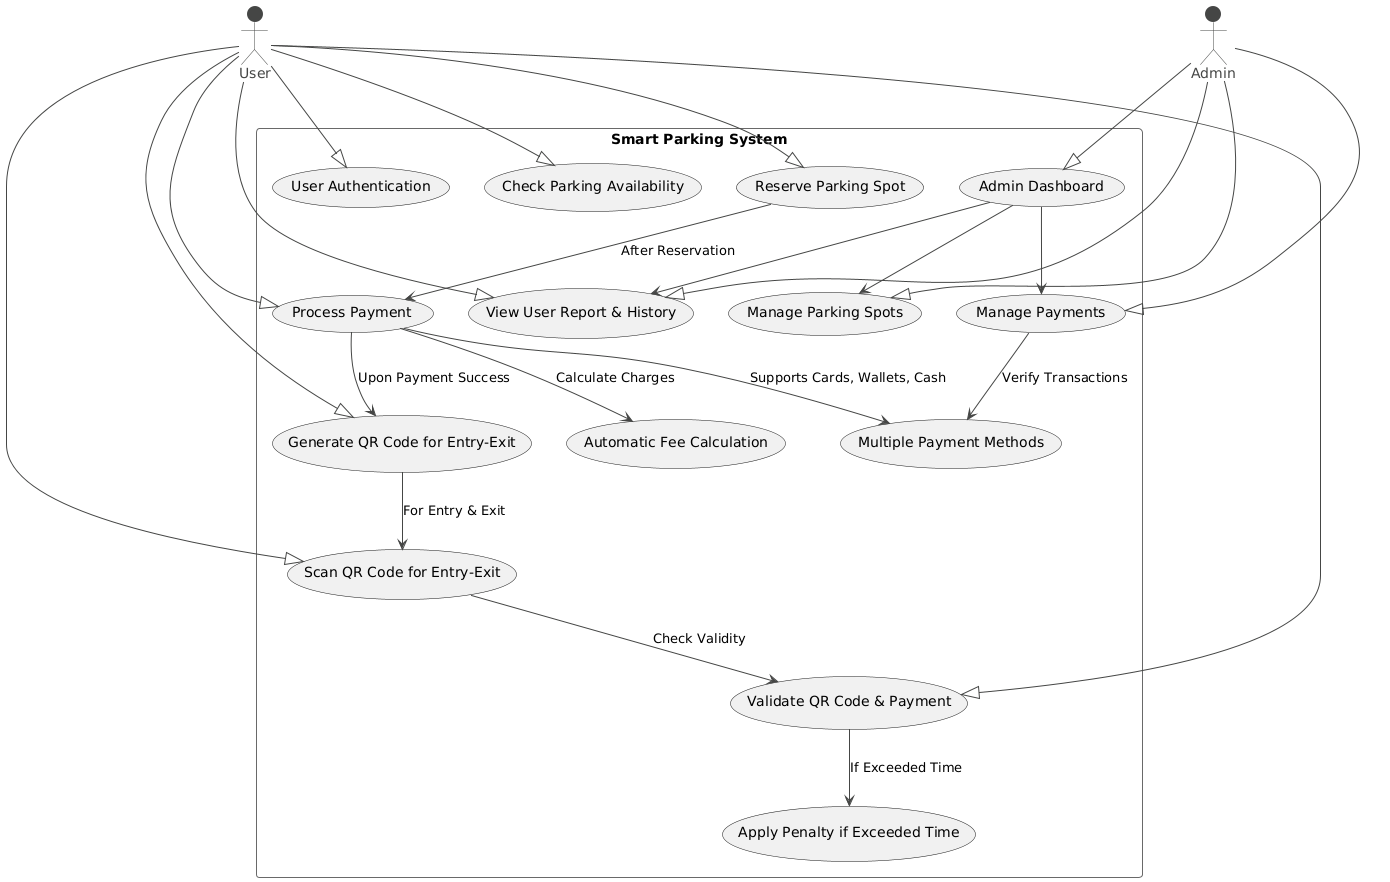 User
Admin
Smart Parking System
User Authentication
Check Parking Availability
Reserve Parking Spot
Admin Dashboard
After Reservation
Process Payment
View User Report & History
Manage Parking Spots
Manage Payments
Upon Payment Success
Calculate Charges
Supports Cards, Wallets, Cash
Verify Transactions
Generate QR Code for Entry-Exit
Automatic Fee Calculation
Multiple Payment Methods
For Entry & Exit
Scan QR Code for Entry-Exit
Check Validity
Validate QR Code & Payment
If Exceeded Time
Apply Penalty if Exceeded Time